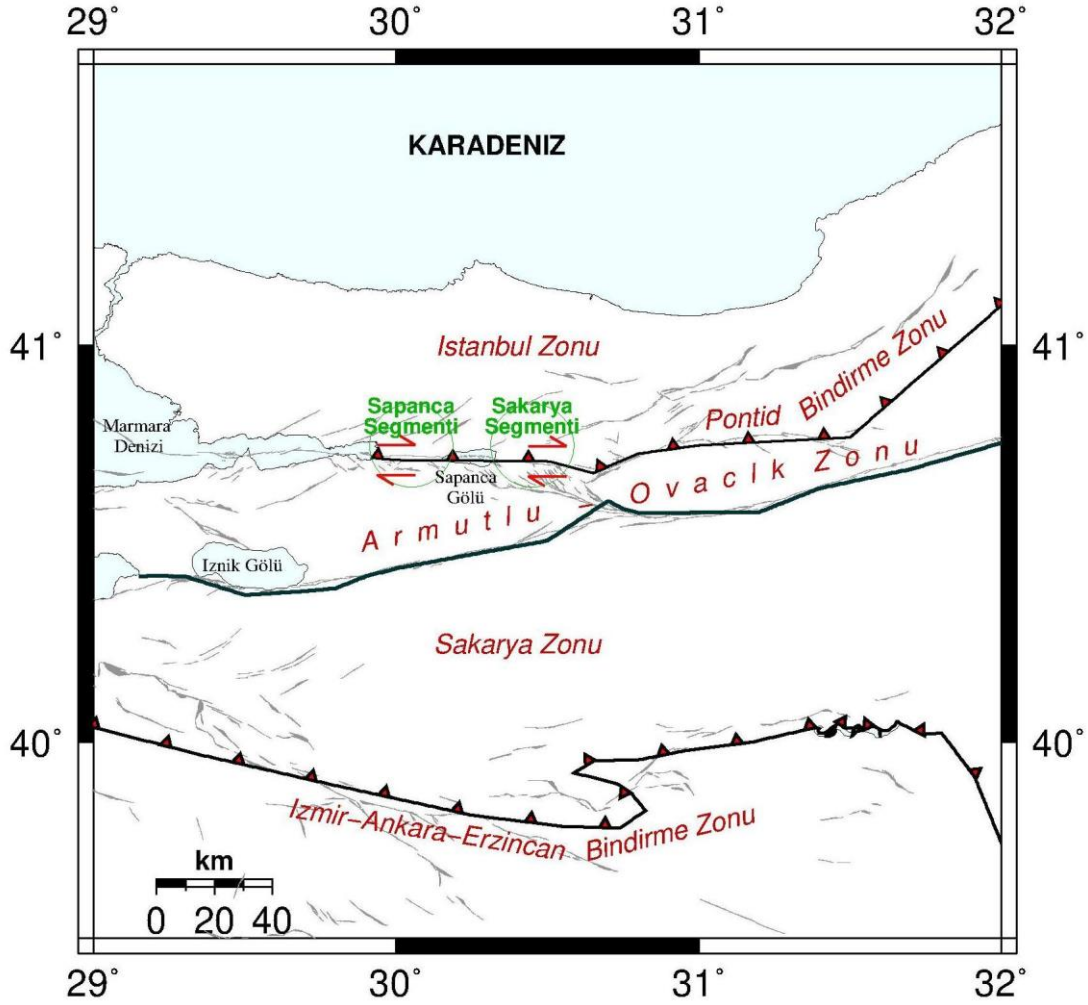 29° 30° 31° 32°
KARADENIZ
41° 41°
Istanbul Zonu
Pontid Bindirme Zonu
Sapanca
Segmenti
Sakarya
Segmenti
Marmara
Denizi
Sapanca
Gölü
Armutlu – Ovacık Zonu
Iznik Gölü
Sakarya Zonu
40° 40°
Izmir–Ankara–Erzincan Bindirme Zonu
km
0 20 40
29° 30° 31° 32°